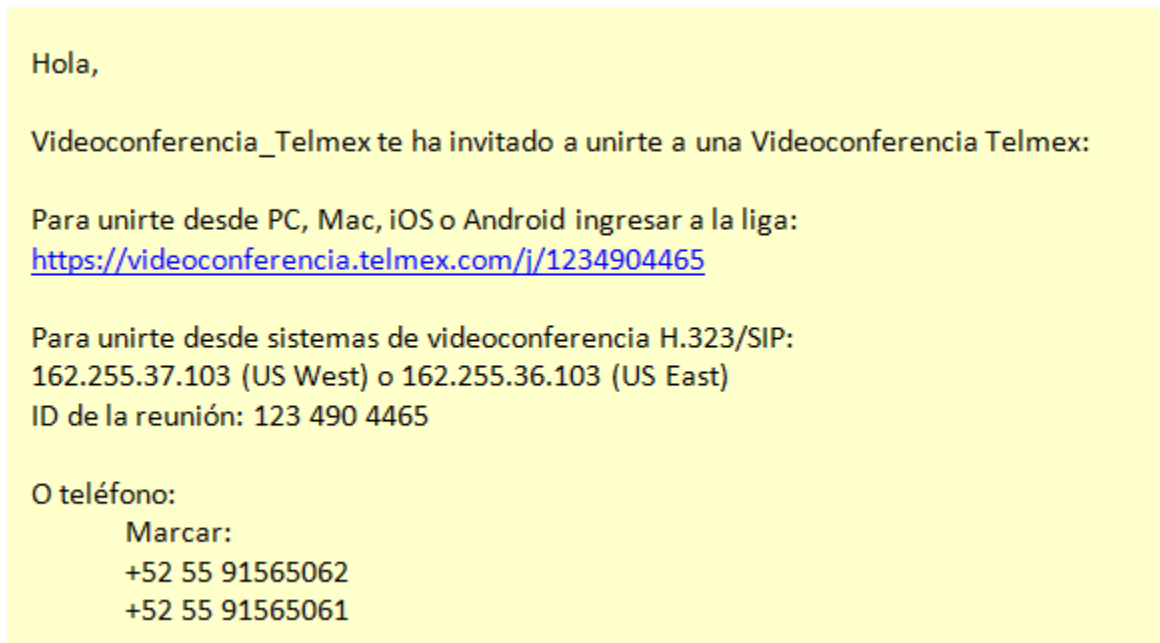 Hola,
Videoconferencia_Telmex te ha invitado a unirte a una Videoconferencia Telmex:
Para unirte desde PC, Mac, iOS o Android ingresar a la liga:
https://videoconferencia.telmex.com/j/1234904465
Para unirte desde sistemas de videoconferencia H.323/SIP:
162.255.37.103 (US West) o 162.255.36.103 (US East)
ID de la reunión: 123 490 4465
O teléfono:
Marcar:
+52 55 91565062
+52 55 91565061